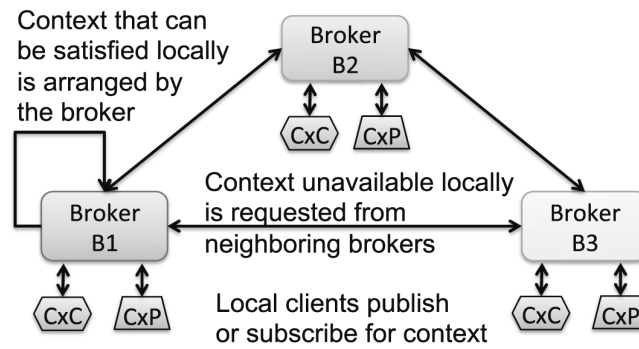 Context that can
be satisfied locally
is arranged by
the broker
Broker
B2
CxC
CxP
Context unavailable locally
is requested from
neighboring brokers
Broker
B1
Broker
B3
CxC
CxP
CxC
CxP
Local clients publish
or subscribe for context